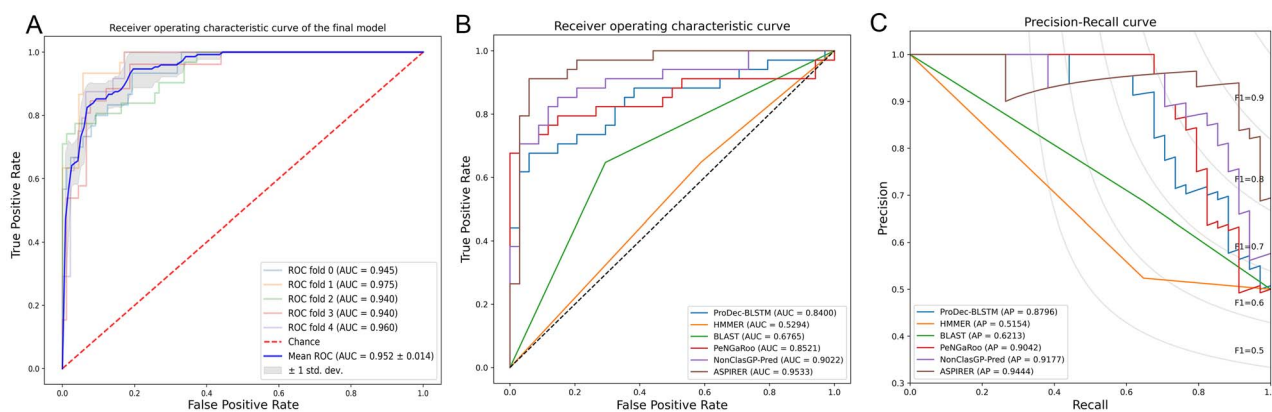 A
Receiver operating characteristic curve of the final model
True Positive Rate
1.0
0.8
0.6
0.4
0.2
0.0
0.0 0.2 0.4 0.6 0.8 1.0
False Positive Rate
ROC fold 0 (AUC = 0.945)
ROC fold 1 (AUC = 0.975)
ROC fold 2 (AUC = 0.940)
ROC fold 3 (AUC = 0.940)
ROC fold 4 (AUC = 0.960)
Chance
Mean ROC (AUC = 0.952 ± 0.014)
± 1 std. dev.
B
Receiver operating characteristic curve
True Positive Rate
1.0
0.8
0.6
0.4
0.2
0.0
0.0 0.2 0.4 0.6 0.8 1.0
False Positive Rate
ProDec-BLSTM (AUC = 0.8400)
HMMER (AUC = 0.5294)
BLAST (AUC = 0.6765)
PeNGaRoo (AUC = 0.8521)
NonClasGP-Pred (AUC = 0.9022)
ASPIRER (AUC = 0.9533)
C
Precision-Recall curve
Precision
1.0
0.9
0.8
0.7
0.6
0.5
0.4
0.3
0.0 0.2 0.4 0.6 0.8 1.0
Recall
F1=0.9
F1=0.8
F1=0.7
F1=0.6
F1=0.5
ProDec-BLSTM (AP = 0.8796)
HMMER (AP = 0.5154)
BLAST (AP = 0.6213)
PeNGaRoo (AP = 0.9042)
NonClasGP-Pred (AP = 0.9177)
ASPIRER (AP = 0.9444)